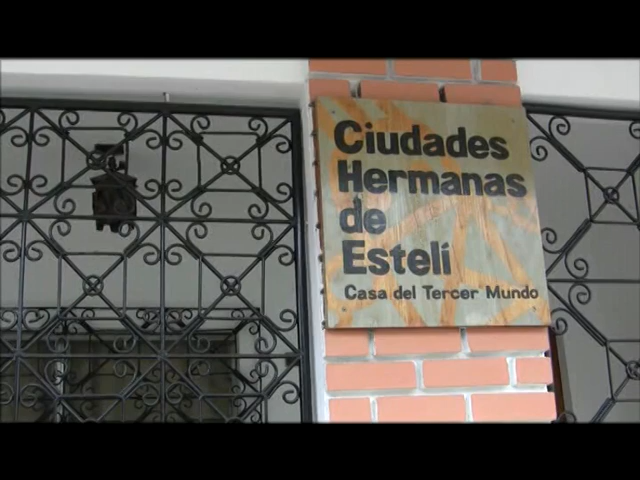 Ciudades
Hermanas
de
Estelí
Casa del Tercer Mundo